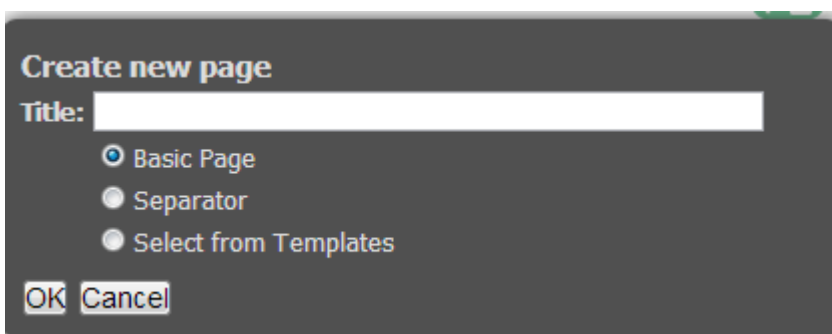 Create new page
Title:
Basic Page
Separator
Select from Templates
OK Cancel